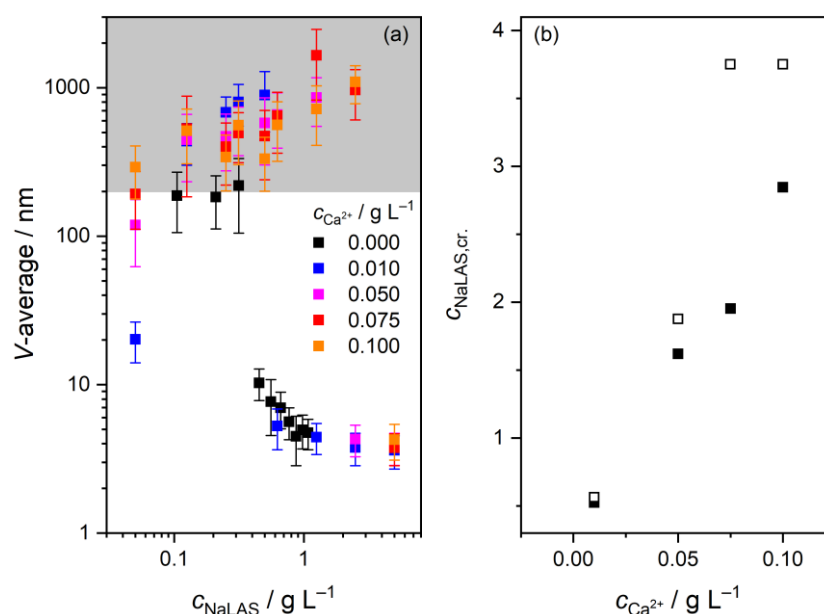 (a)
1000
100
10
1
V-average / nm
c_Ca²⁺ / g L⁻¹
0.000
0.010
0.050
0.075
0.100
0.1
1
c_NaLAS / g L⁻¹
(b)
4
3
2
1
c_NaLAS,cr.
0.00
0.05
0.10
c_Ca²⁺ / g L⁻¹